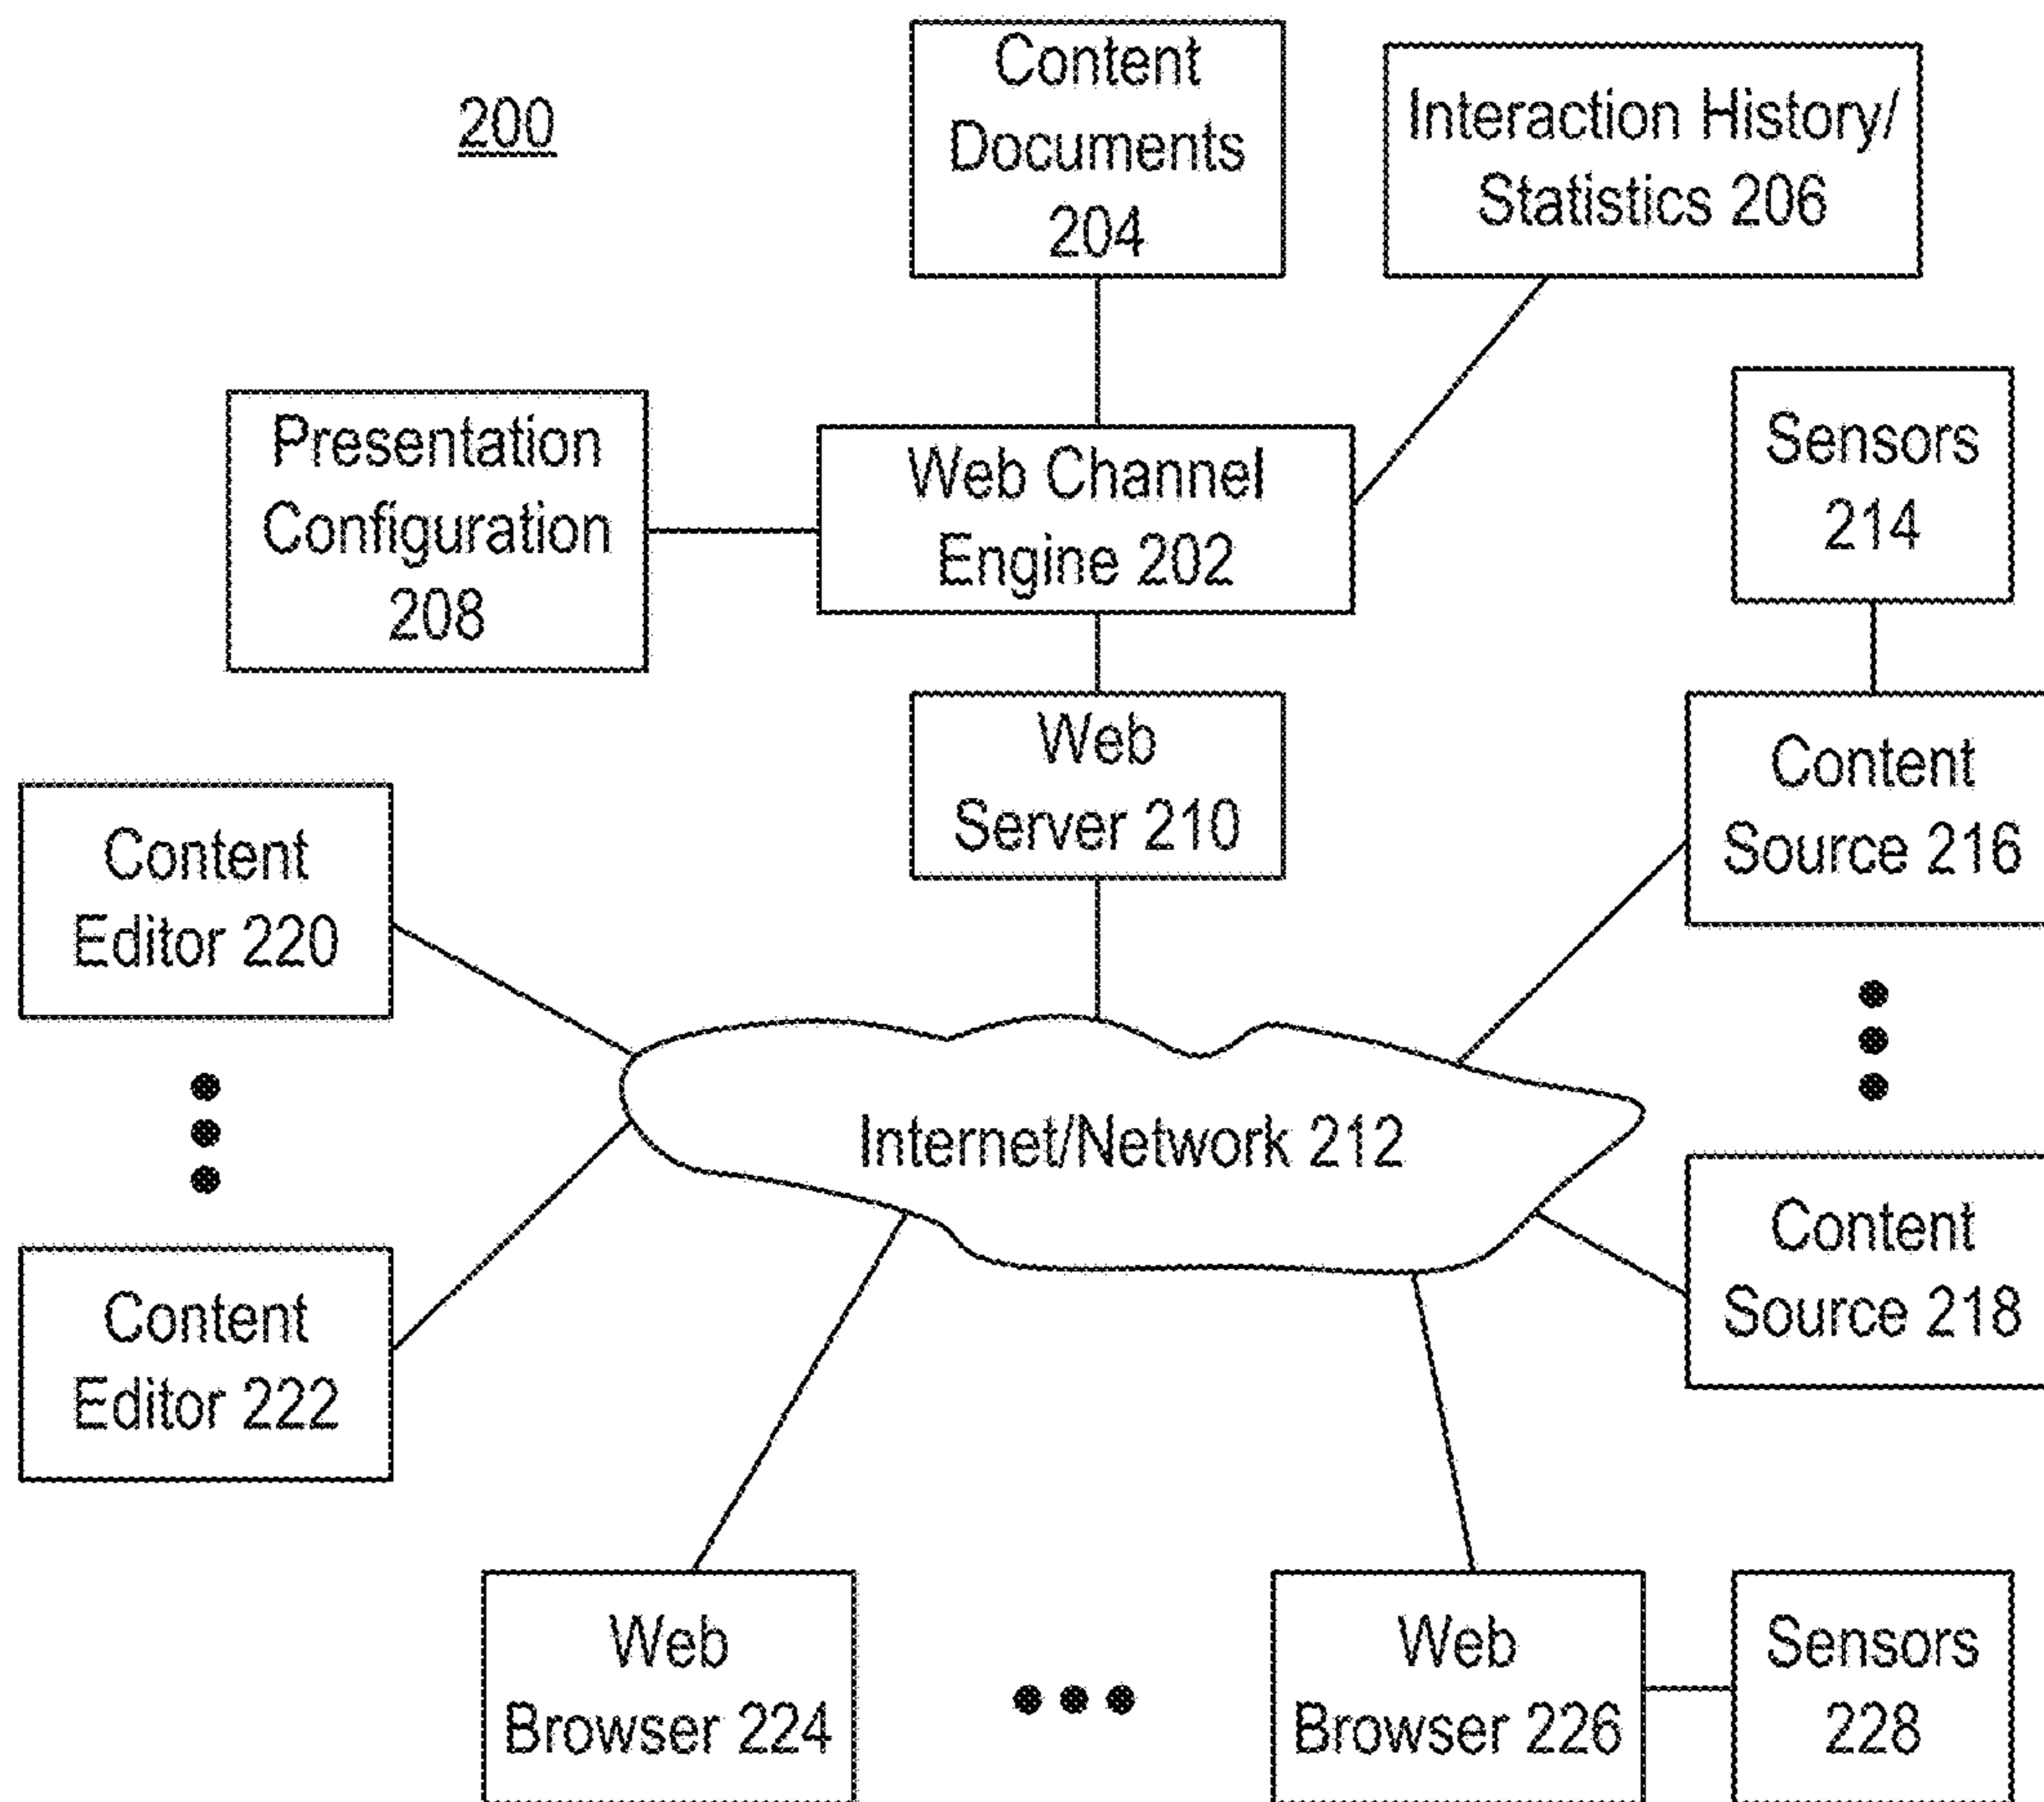 200
Content
Documents
204
Interaction History/
Statistics 206
Presentation
Configuration
208
Web Channel
Engine 202
Sensors
214
Web
Server 210
Content
Source 216
Content
Editor 220
Internet/Network 212
Content
Source 218
Content
Editor 222
Web
Browser 224
Web
Browser 226
Sensors
228